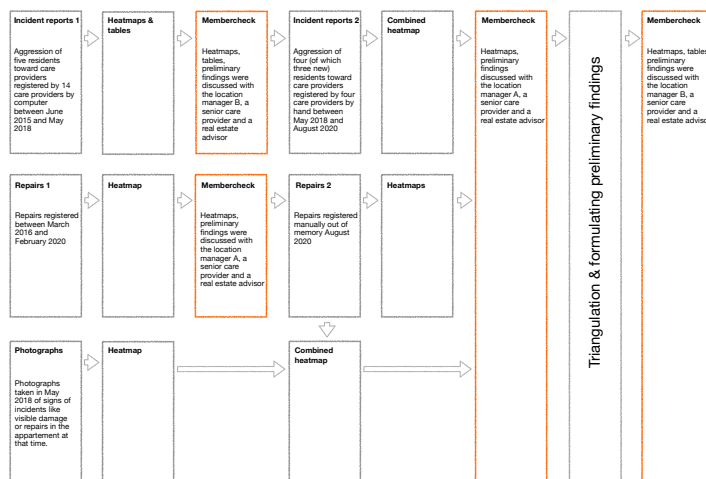 Incident reports 1
Aggression of
five residents
toward care
providers
registered by 14
care providers by
computer
between June
2015 and May
2018
Heatmaps &
tables
Membercheck
Heatmaps,
tables,
preliminary
findings were
discussed with
the location
manager B, a
senior care
provider and a
real estate
advisor
Incident reports 2
Aggression of
four (of which
three new)
residents toward
care providers
registered by four
care providers by
hand between
May 2018 and
August 2020
Combined
heatmap
Membercheck
Heatmaps,
preliminary
findings
discussed with
the location
manager A, a
senior care
provider and a
real estate advisor
Triangulation & formulating preliminary findings
Membercheck
Heatmaps, tables
preliminary
findings were
discussed with
the location
manager A, a
senior care
provider and a
real estate
Repairs 1
Repairs registered
between March
2016 and
February 2020
Heatmap
Membercheck
Heatmaps,
preliminary
findings were
discussed with
the location
manager A, a
senior care
provider and a
real estate advisor
Repairs 2
Repairs registered
manually out of
memory August
2020
Heatmaps
Photographs
Photographs
taken in May
2018 of signs of
incidents like
visible damage
or repairs in the
appartement at
that time.
Heatmap
Combined
heatmap